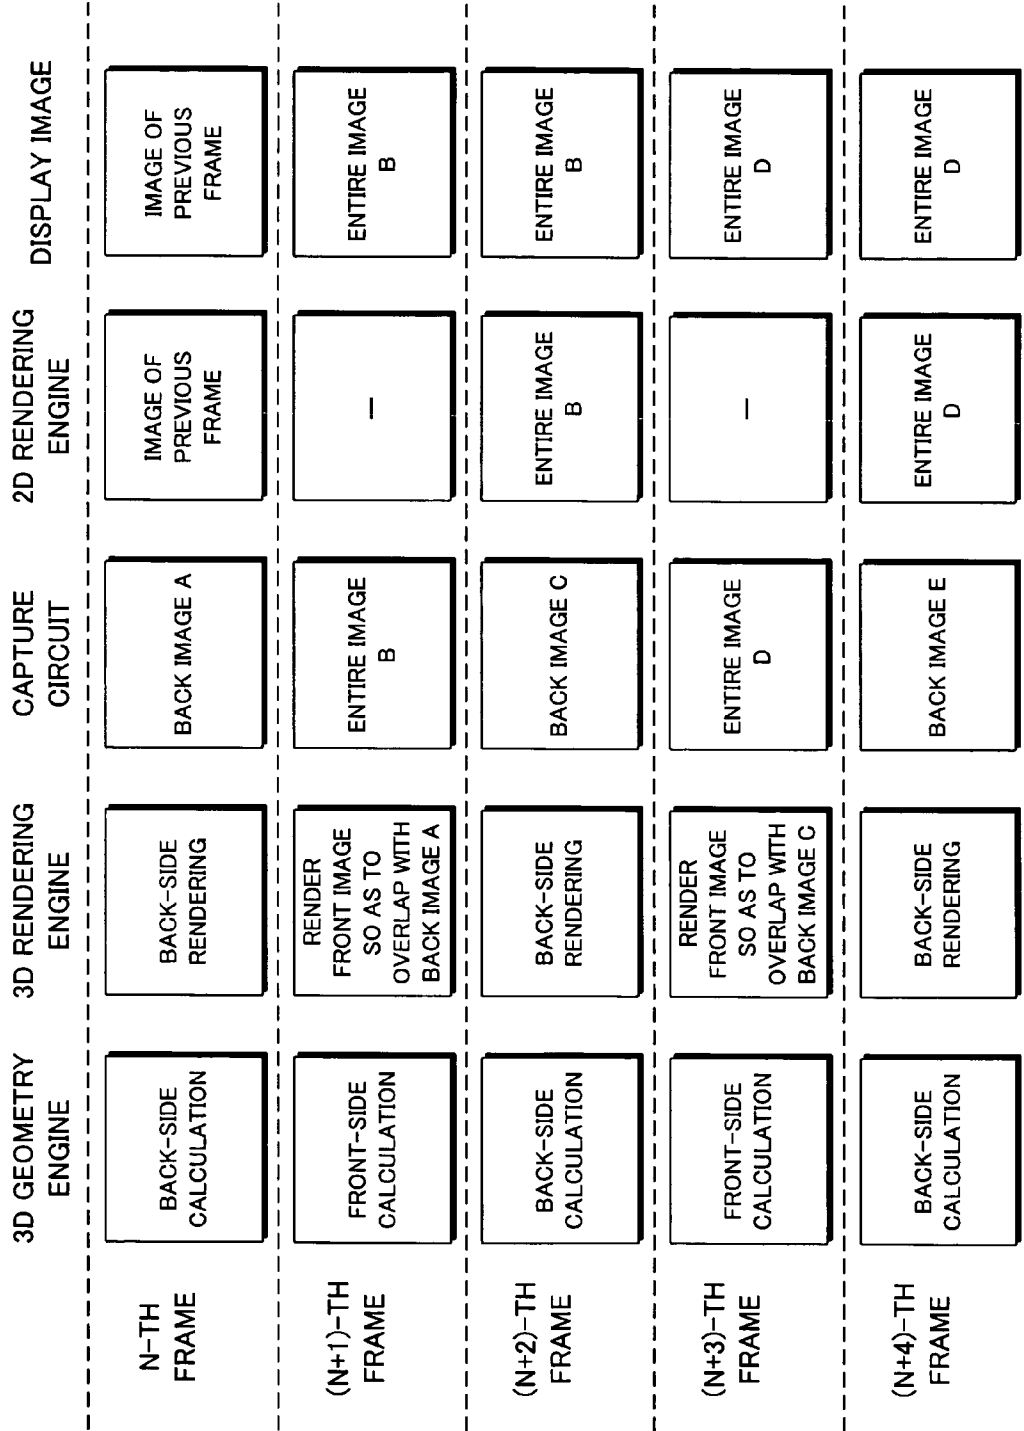 3D GEOMETRY
ENGINE
3D RENDERING
ENGINE
CAPTURE
CIRCUIT
2D RENDERING
ENGINE
DISPLAY IMAGE
N-TH
FRAME
BACK-SIDE
CALCULATION
BACK-SIDE
RENDERING
BACK IMAGE A
IMAGE OF
PREVIOUS
FRAME
IMAGE OF
PREVIOUS
FRAME
(N+1)-TH
FRAME
FRONT-SIDE
CALCULATION
RENDER
FRONT IMAGE
SO AS TO
OVERLAP WITH
BACK IMAGE A
ENTIRE IMAGE
B
—
ENTIRE IMAGE
B
(N+2)-TH
FRAME
BACK-SIDE
CALCULATION
BACK-SIDE
RENDERING
BACK IMAGE C
ENTIRE IMAGE
B
ENTIRE IMAGE
B
(N+3)-TH
FRAME
FRONT-SIDE
CALCULATION
RENDER
FRONT IMAGE
SO AS TO
OVERLAP WITH
BACK IMAGE C
ENTIRE IMAGE
D
—
ENTIRE IMAGE
D
(N+4)-TH
FRAME
BACK-SIDE
CALCULATION
BACK-SIDE
RENDERING
BACK IMAGE E
ENTIRE IMAGE
D
ENTIRE IMAGE
D